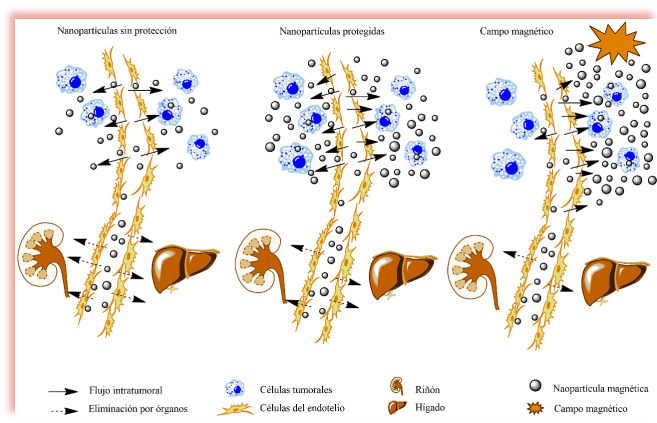 Nanopartículas sin protección
Nanopartículas protegidas
Campo magnético
Flujo intratumoral
Células tumorales
Riñón
Naopartícula magnética
Eliminación por órganos
Células del endotelio
Hígado
Campo magnético